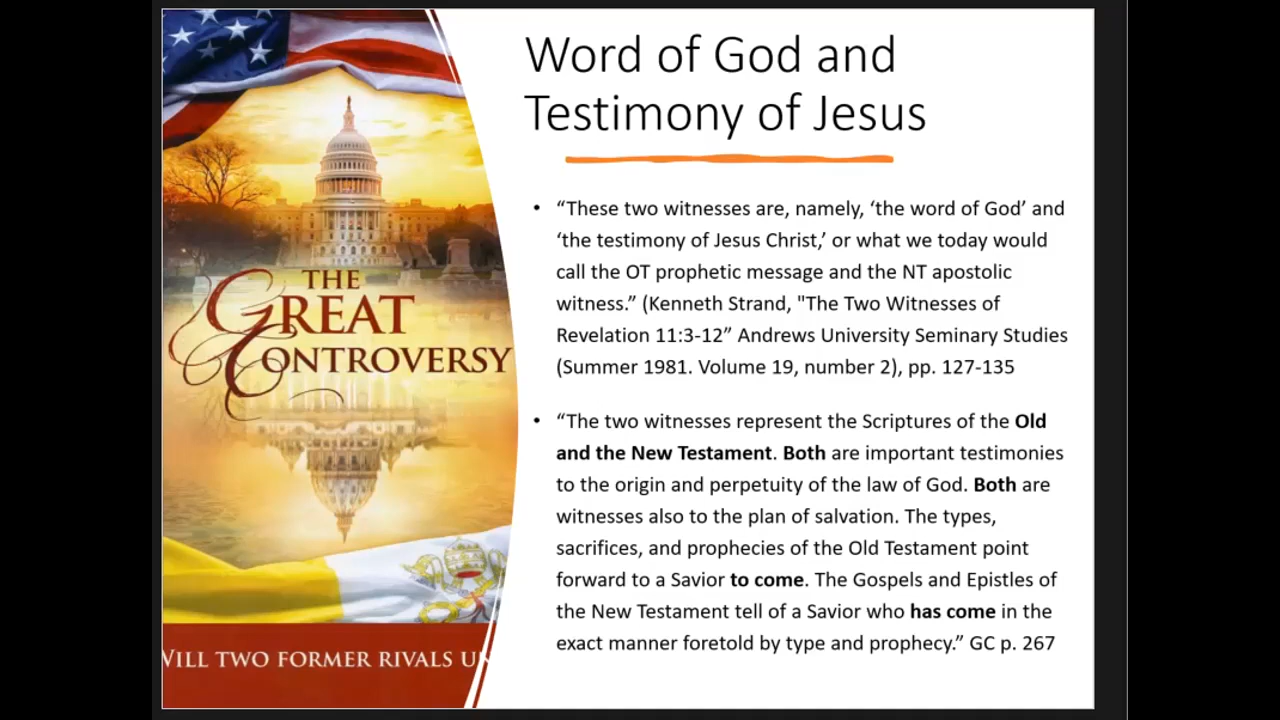 Word of God and
Testimony of Jesus
• “These two witnesses are, namely, ‘the word of God’ and
‘the testimony of Jesus Christ,’ or what we today would
call the OT prophetic message and the NT apostolic
witness.” (Kenneth Strand, "The Two Witnesses of
Revelation 11:3-12” Andrews University Seminary Studies
(Summer 1981. Volume 19, number 2), pp. 127-135
• “The two witnesses represent the Scriptures of the Old
and the New Testament. Both are important testimonies
to the origin and perpetuity of the law of God. Both are
witnesses also to the plan of salvation. The types,
sacrifices, and prophecies of the Old Testament point
forward to a Savior to come. The Gospels and Epistles of
the New Testament tell of a Savior who has come in the
exact manner foretold by type and prophecy.” GC p. 267
THE
GREAT
CONTROVERSY
WILL TWO FORMER RIVALS UN